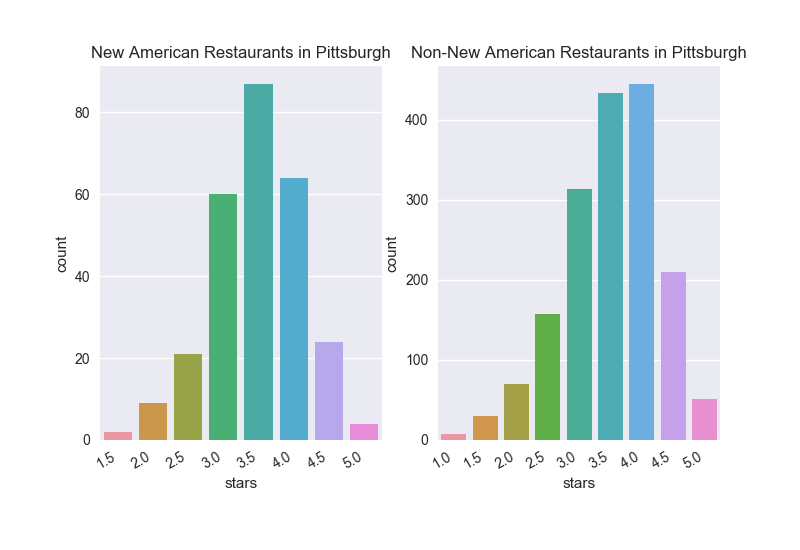 New American Restaurants in Pittsburgh
80
60
40
20
0
count
1.5 2.0 2.5 3.0 3.5 4.0 4.5 5.0
stars
Non-New American Restaurants in Pittsburgh
400
300
200
100
0
count
1.0 1.5 2.0 2.5 3.0 3.5 4.0 4.5 5.0
stars